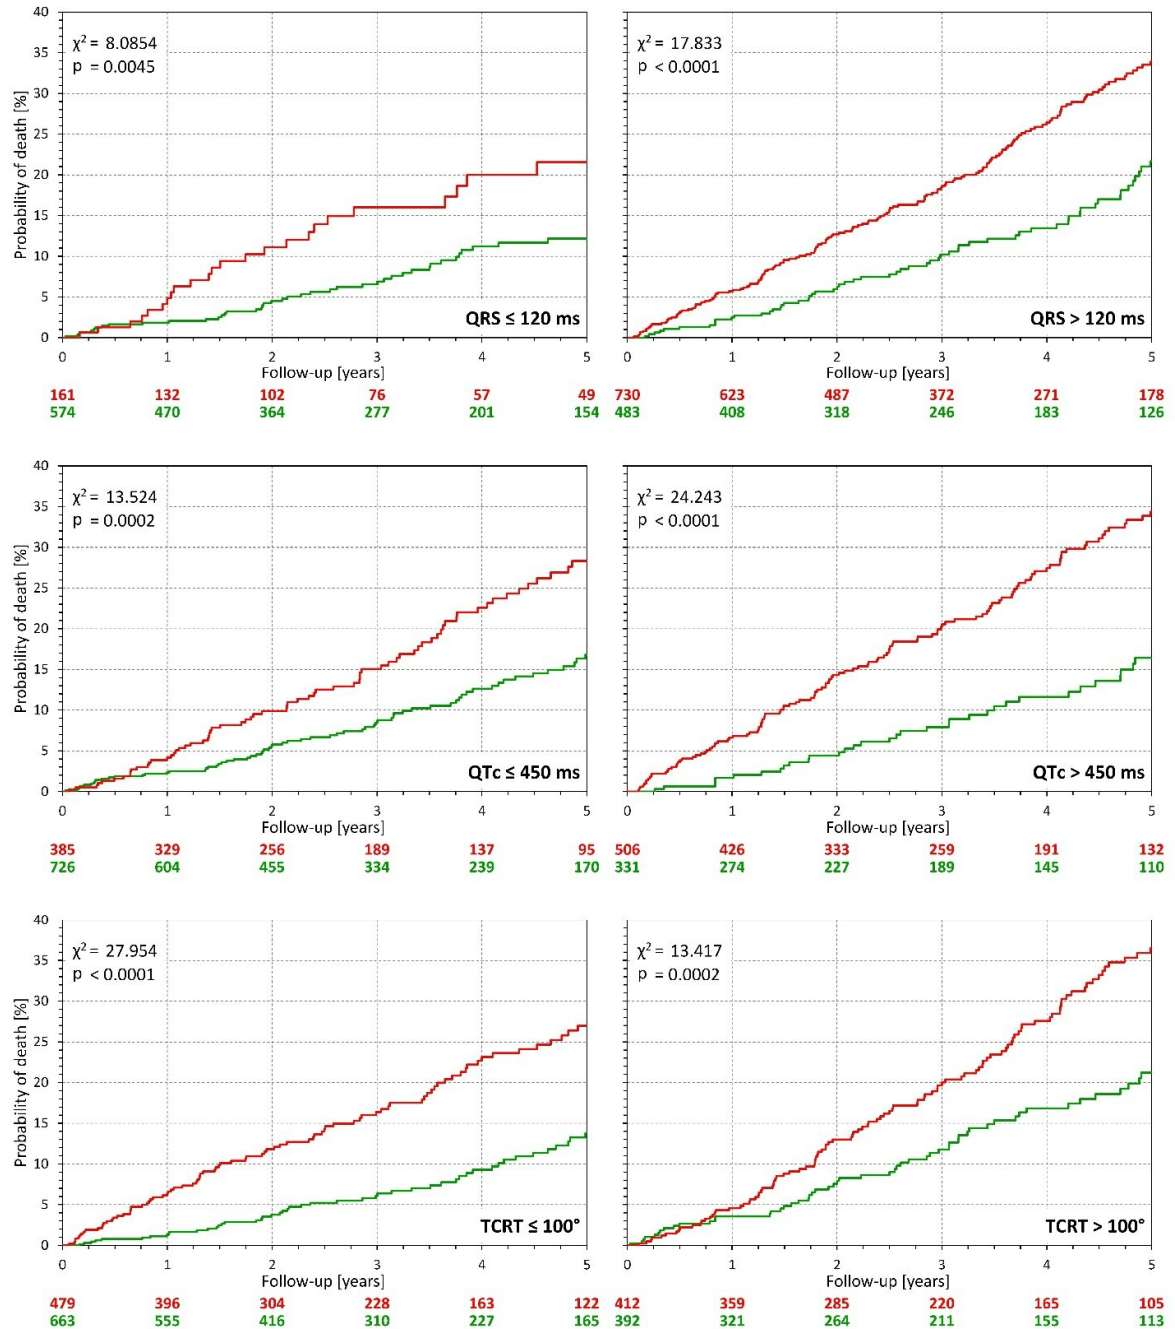 χ² = 8.0854
p = 0.0045
Probability of death [%]
40
35
30
25
20
15
10
5
0
QRS ≤ 120 ms
0 1 2 3 4 5
Follow-up [years]
161 132 102 76 57 49
574 470 364 277 201 154
χ² = 17.833
p < 0.0001
40
35
30
25
20
15
10
5
0
QRS > 120 ms
0 1 2 3 4 5
Follow-up [years]
730 623 487 372 271 178
483 408 318 246 183 126
χ² = 13.524
p = 0.0002
Probability of death [%]
40
35
30
25
20
15
10
5
0
QTc ≤ 450 ms
0 1 2 3 4 5
Follow-up [years]
385 329 256 189 137 95
726 604 455 334 239 170
χ² = 24.243
p < 0.0001
40
35
30
25
20
15
10
5
0
QTc > 450 ms
0 1 2 3 4 5
Follow-up [years]
506 426 333 259 191 132
331 274 227 189 145 110
χ² = 27.954
p < 0.0001
Probability of death [%]
40
35
30
25
20
15
10
5
0
TCRT ≤ 100°
0 1 2 3 4 5
Follow-up [years]
479 396 304 228 163 122
663 555 416 310 227 165
χ² = 13.417
p = 0.0002
40
35
30
25
20
15
10
5
0
TCRT > 100°
0 1 2 3 4 5
Follow-up [years]
412 359 285 220 165 105
392 321 264 211 155 113